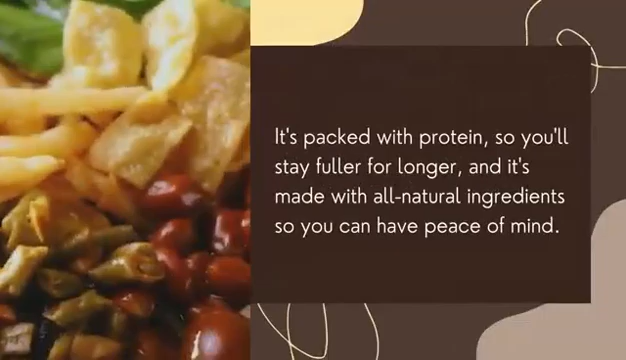 It's packed with protein, so you'll
stay fuller for longer, and it's
made with all-natural ingredients
so you can have peace of mind.